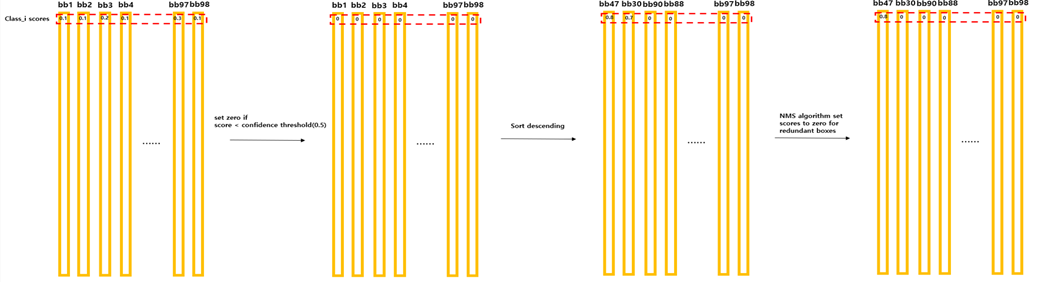 bb1 bb2 bb3 bb4 bb97 bb98
Class_i scores 0.1 0.1 0.2 0.1 0.3 0.1
set zero if
score < confidence threshold(0.5)
......
bb1 bb2 bb3 bb4 bb97 bb98
0 0 0 0 0 0
Sort descending
......
bb47 bb30 bb90 bb88 bb97 bb98
0.8 0.7 0 0 0 0
NMS algorithm set
scores to zero for
redundant boxes
......
bb47 bb30 bb90 bb88 bb97 bb98
0.8 0 0 0 0 0
......